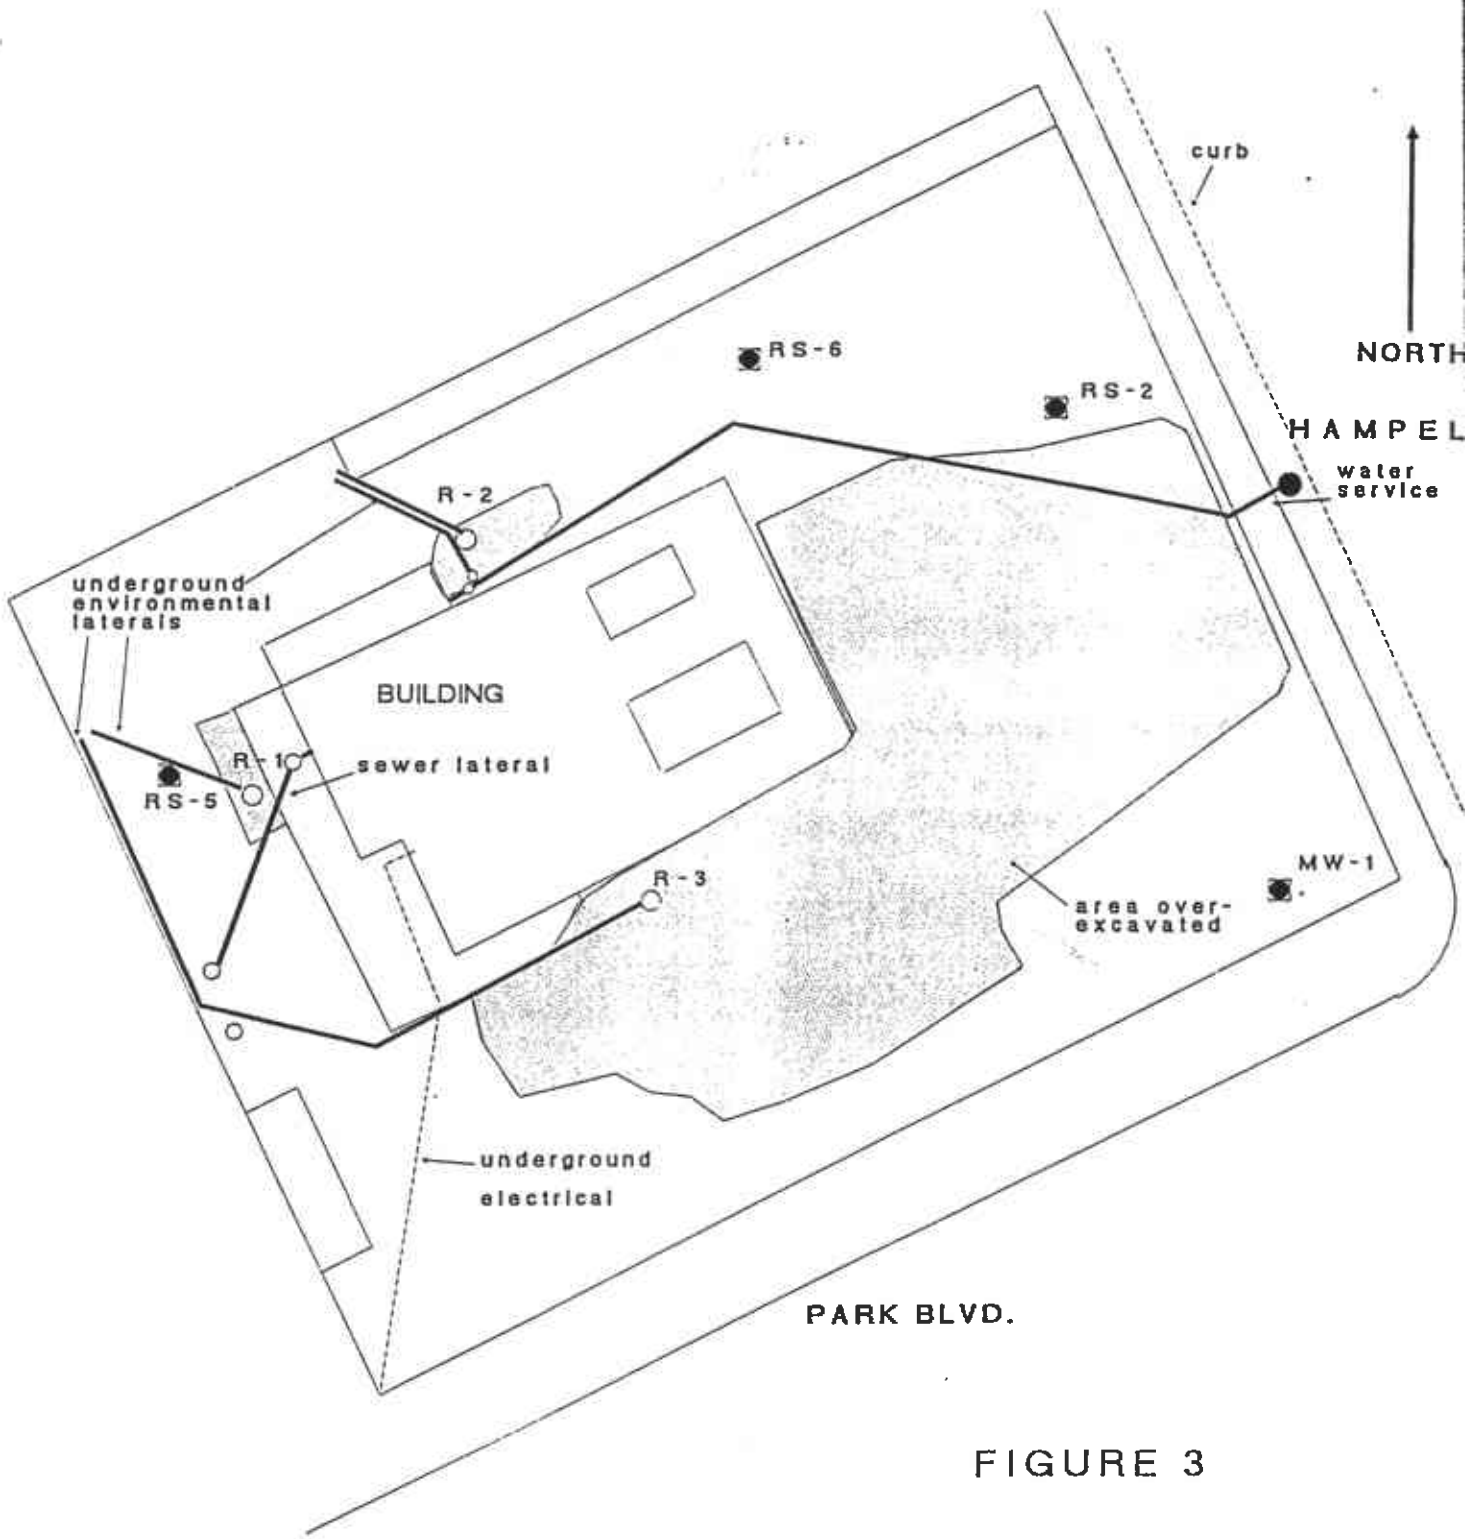 curb
NORTH
RS-6
RS-2
HAMPEL
water
service
R-2
underground
environmental
laterals
BUILDING
R-1
sewer lateral
RS-5
R-3
MW-1
area over-
excavated
underground
electrical
PARK BLVD.
FIGURE 3